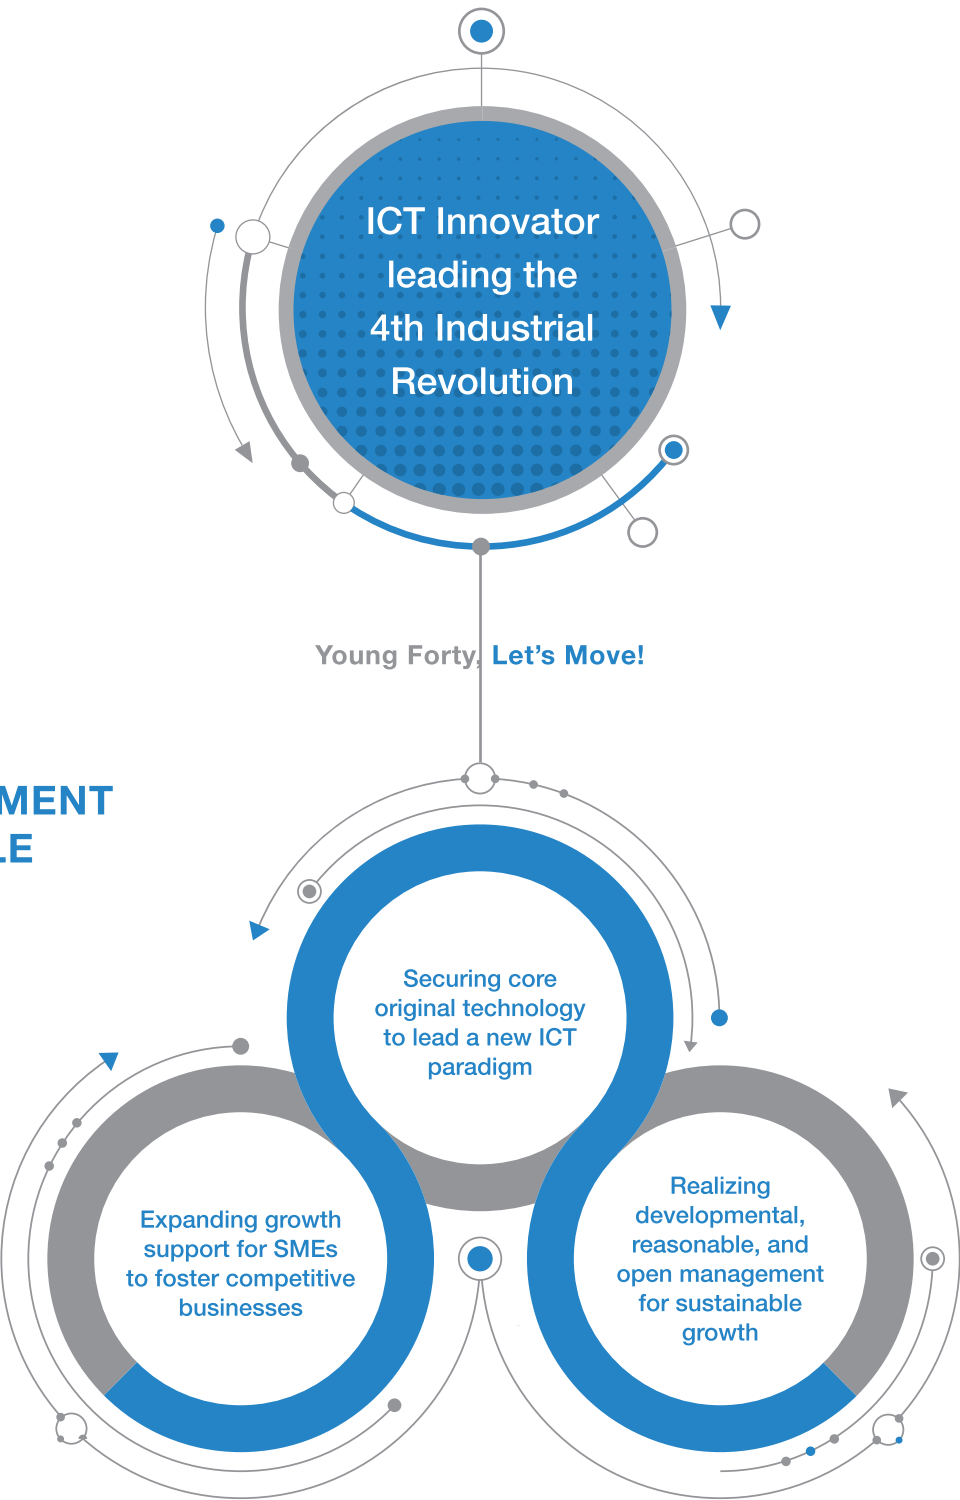 ICT Innovator
leading the
4th Industrial
Revolution
Young Forty, Let's Move!
MENT
LE
Securing core
original technology
to lead a new ICT
paradigm
Expanding growth
support for SMEs
to foster competitive
businesses
Realizing
developmental,
reasonable, and
open management
for sustainable
growth